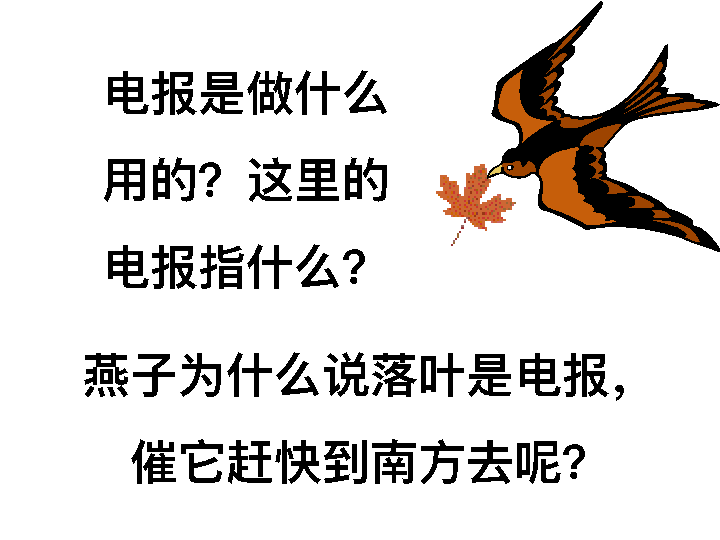 电报是做什么
用的？这里的
电报指什么？
燕子为什么说落叶是电报，
催它赶快到南方去呢？